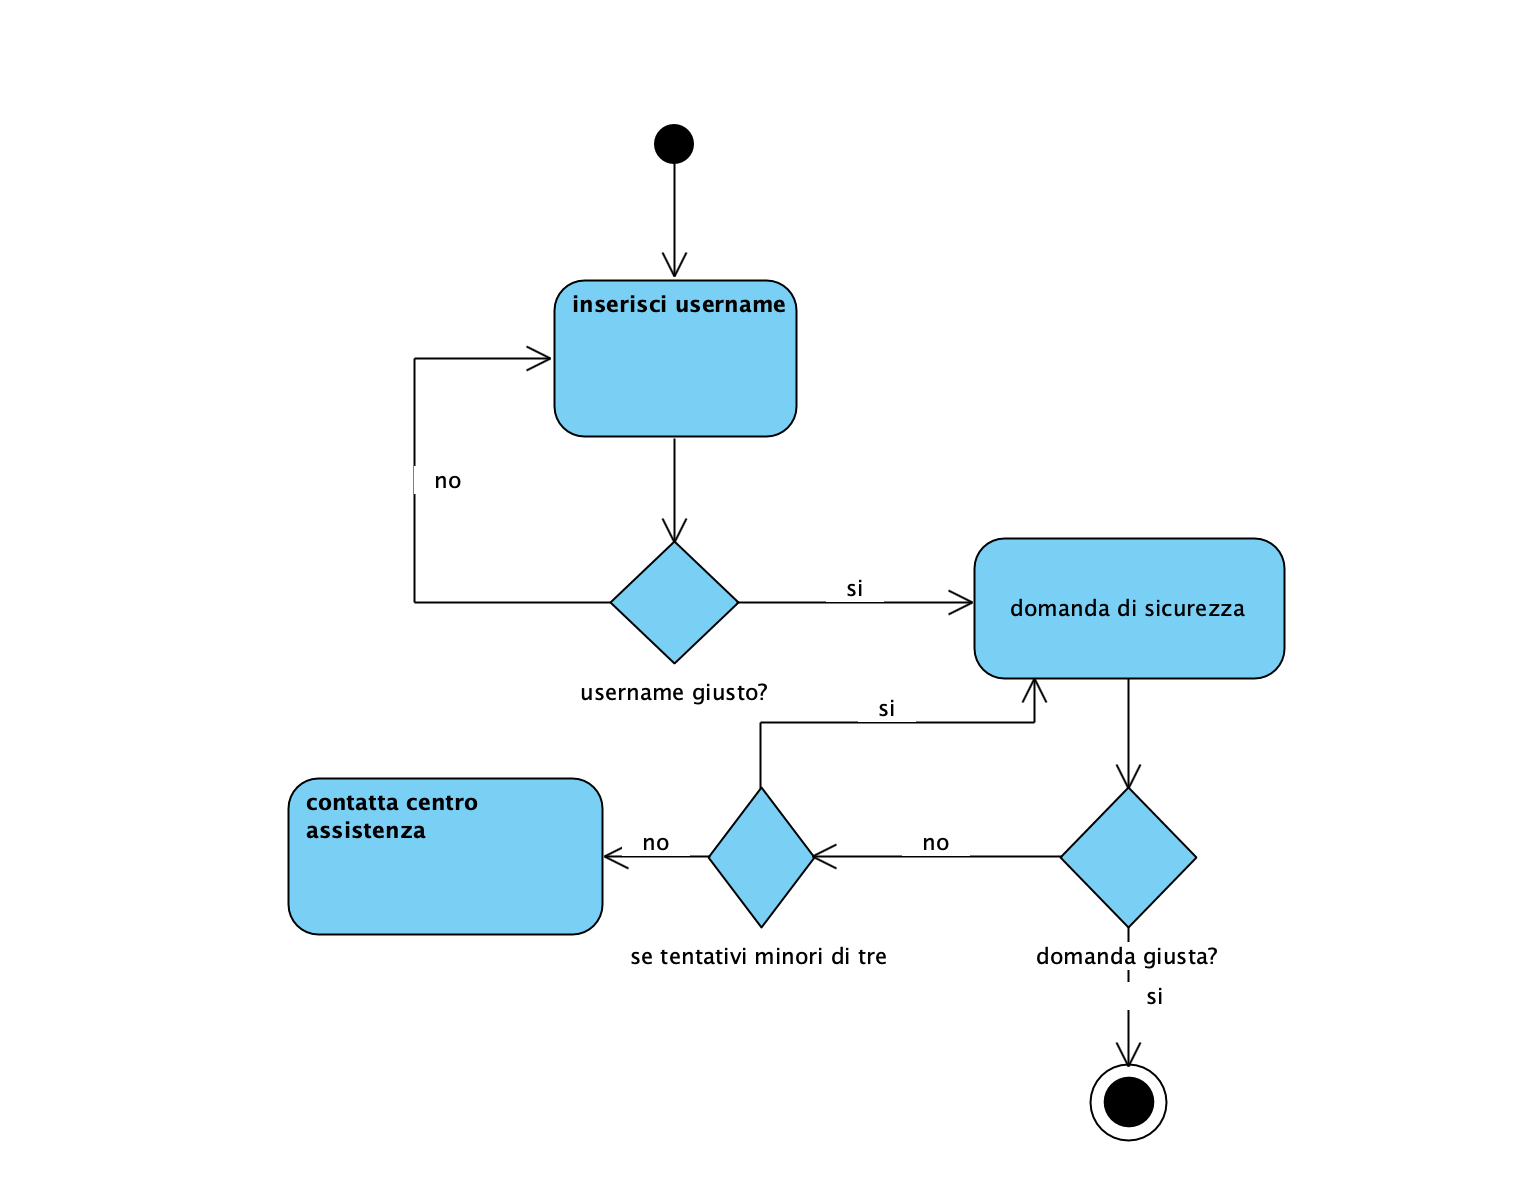 inserisci username
no
si
domanda di sicurezza
username giusto?
si
contatta centro
assistenza
no
no
se tentativi minori di tre
domanda giusta?
si